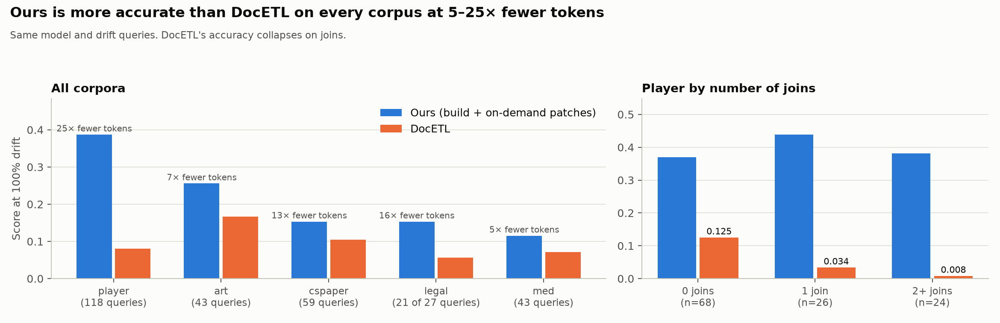 Ours is more accurate than DocETL on every corpus at 5–25× fewer tokens
Same model and drift queries. DocETL's accuracy collapses on joins.
All corpora
Score at 100% drift
0.4
0.3
0.2
0.1
0.0
Ours (build + on-demand patches)
DocETL
25× fewer tokens
7× fewer tokens
13× fewer tokens
16× fewer tokens
5× fewer tokens
player
(118 queries)
art
(43 queries)
cspaper
(59 queries)
legal
(21 of 27 queries)
med
(43 queries)
Player by number of joins
0.5
0.4
0.3
0.2
0.1
0.0
0.125
0.034
0.008
0 joins
(n=68)
1 join
(n=26)
2+ joins
(n=24)